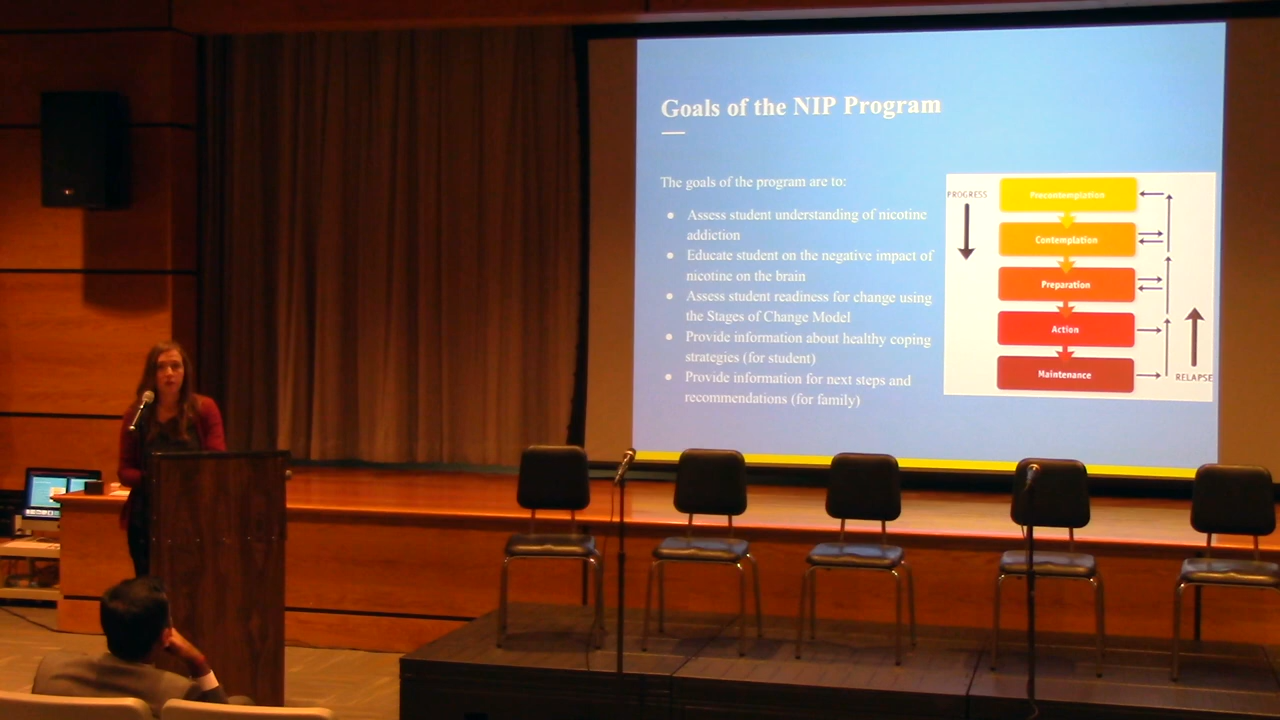 Goals of the NIP Program
The goals of the program are to:
● Assess student understanding of nicotine
addiction
● Educate student on the negative impact of
nicotine on the brain
● Assess student readiness for change using
the Stages of Change Model
● Provide information about healthy coping
strategies (for student)
● Provide information for next steps and
recommendations (for family)
PROGRESS
Precontemplation
Contemplation
Preparation
Action
Maintenance
RELAPSE